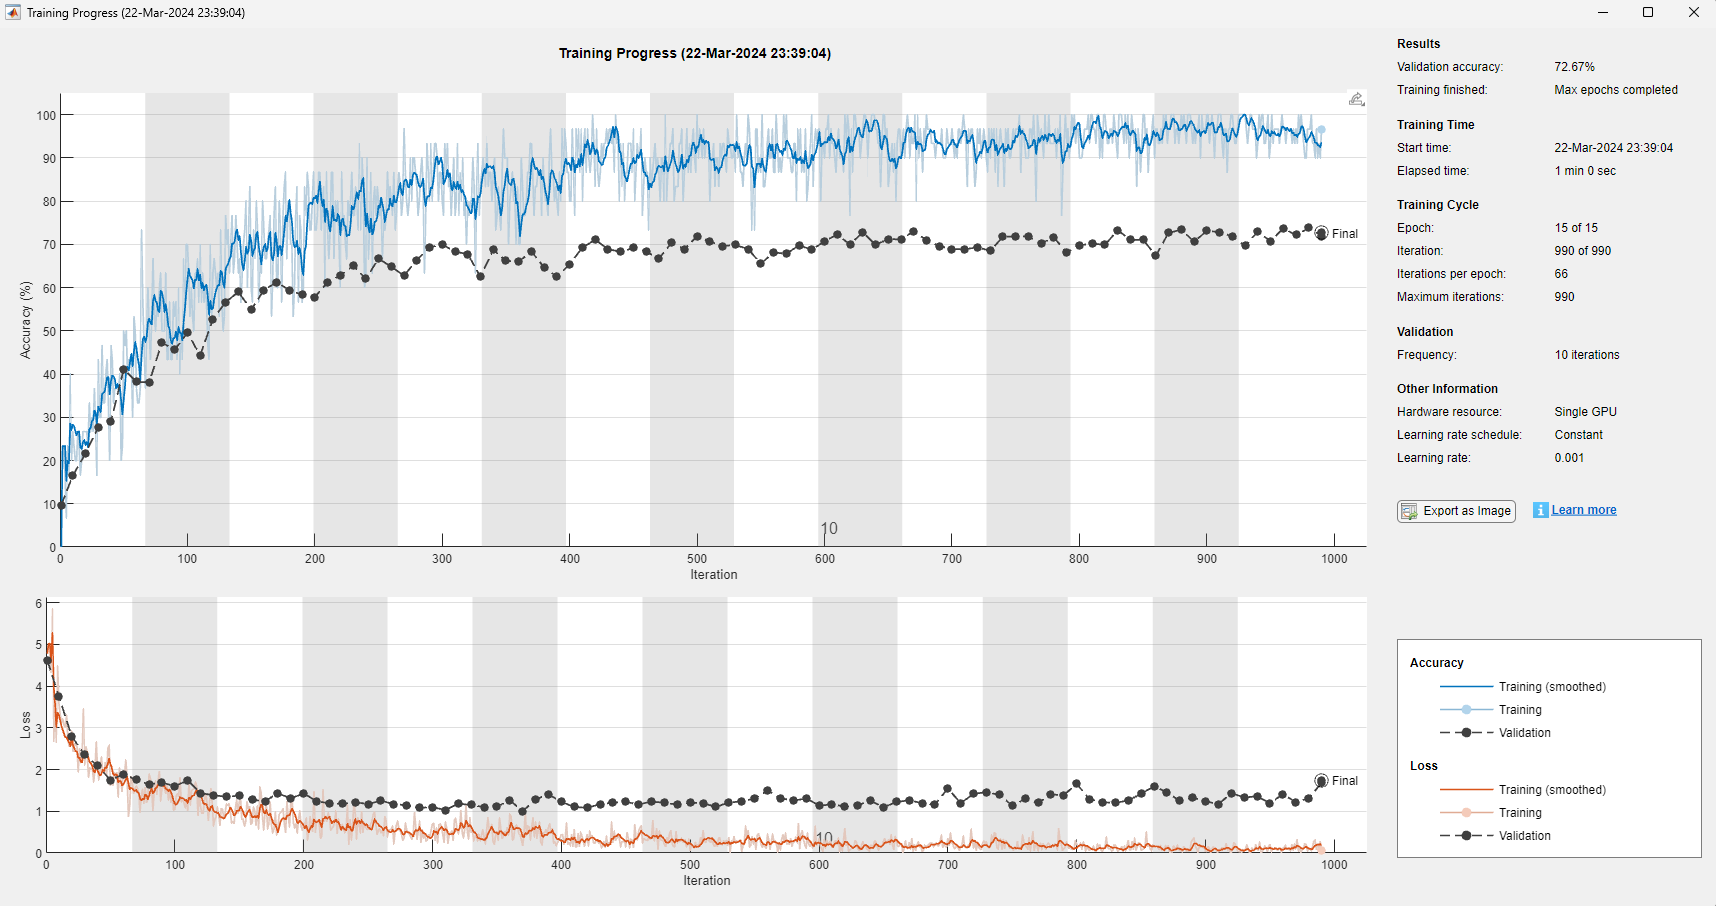 Training Progress (22-Mar-2024 23:39:04)
Training Progress (22-Mar-2024 23:39:04)
100
90
80
70
60
50
40
30
20
10
0
Accuracy (%)
Final
10
0 100 200 300 400 500 600 700 800 900 1000
Iteration
6
5
4
3
2
1
0
Loss
Final
10
0 100 200 300 400 500 600 700 800 900 1000
Iteration
Results
Validation accuracy: 72.67%
Training finished: Max epochs completed
Training Time
Start time: 22-Mar-2024 23:39:04
Elapsed time: 1 min 0 sec
Training Cycle
Epoch: 15 of 15
Iteration: 990 of 990
Iterations per epoch: 66
Maximum iterations: 990
Validation
Frequency: 10 iterations
Other Information
Hardware resource: Single GPU
Learning rate schedule: Constant
Learning rate: 0.001
Export as Image Learn more
Accuracy
Training (smoothed)
Training
Validation
Loss
Training (smoothed)
Training
Validation